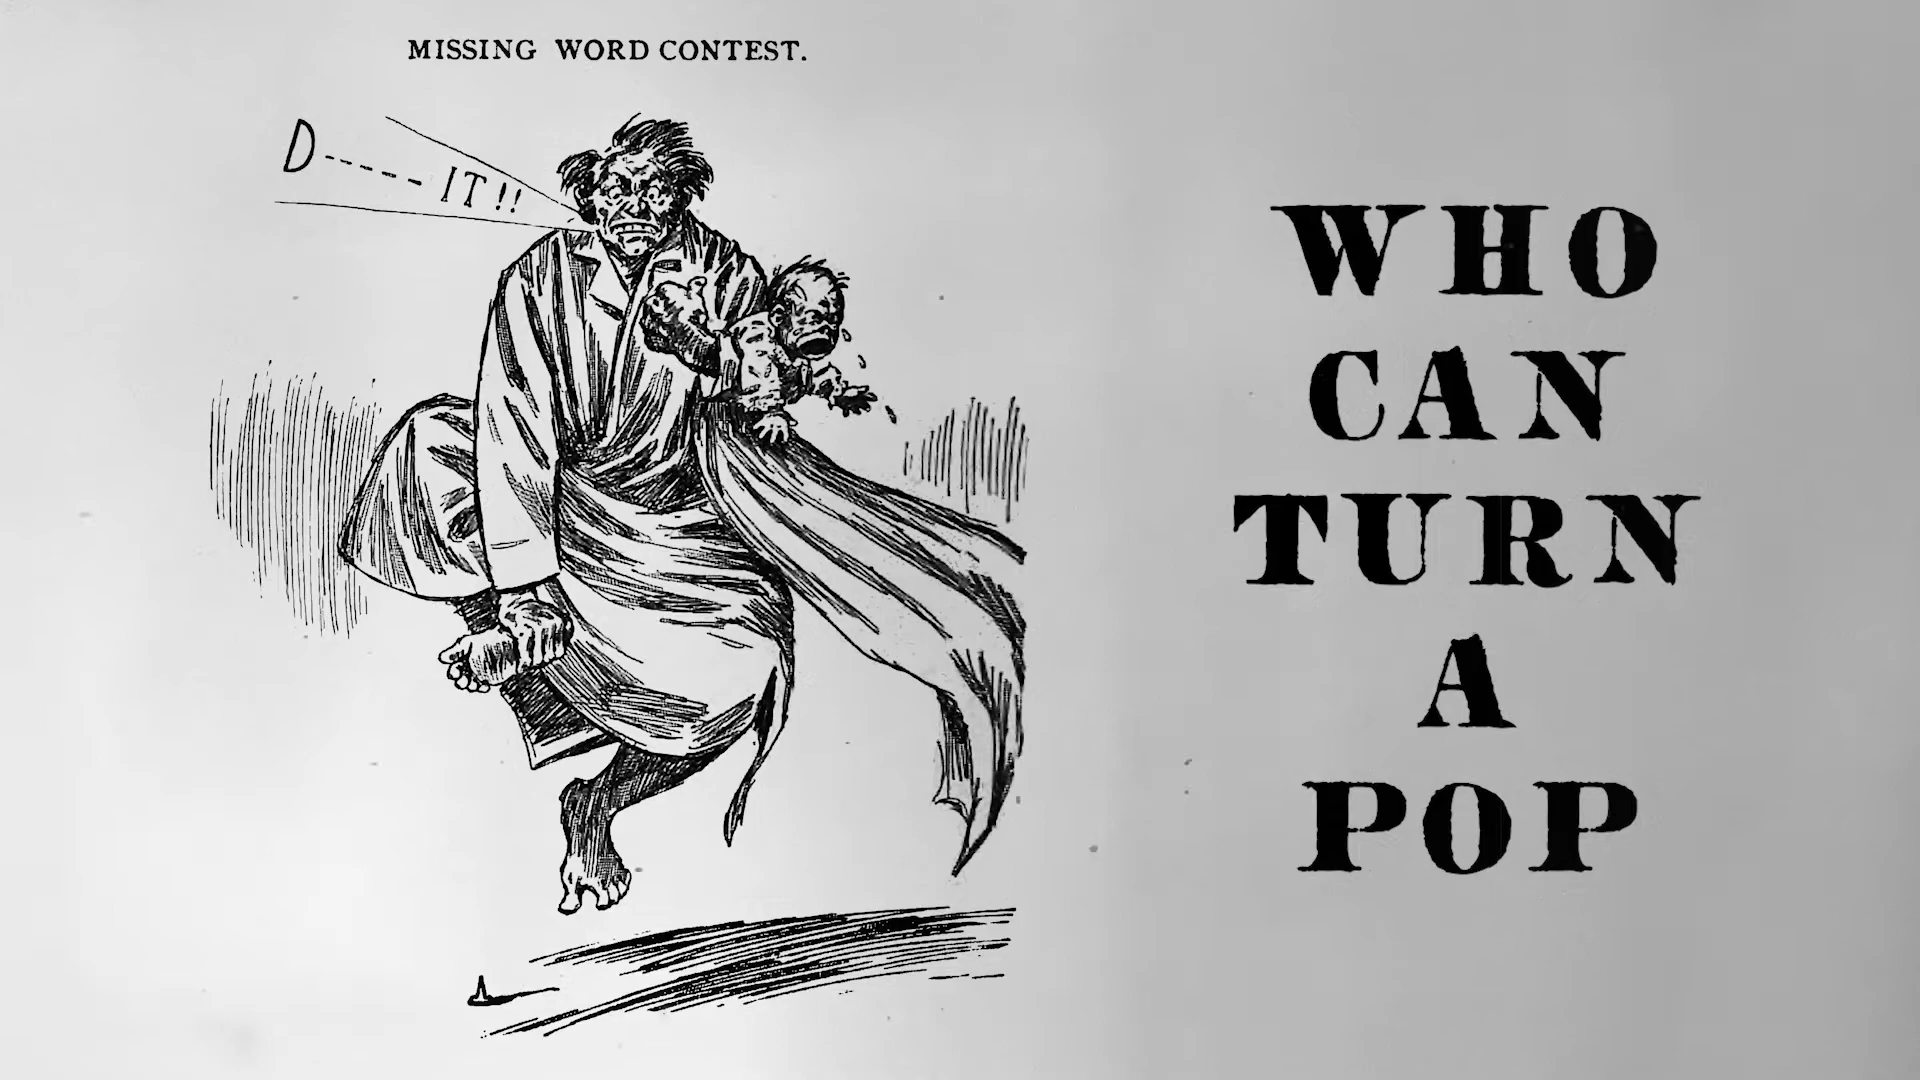 MISSING WORD CONTEST.
D----- IT!!
WHO
CAN
TURN
A
POP